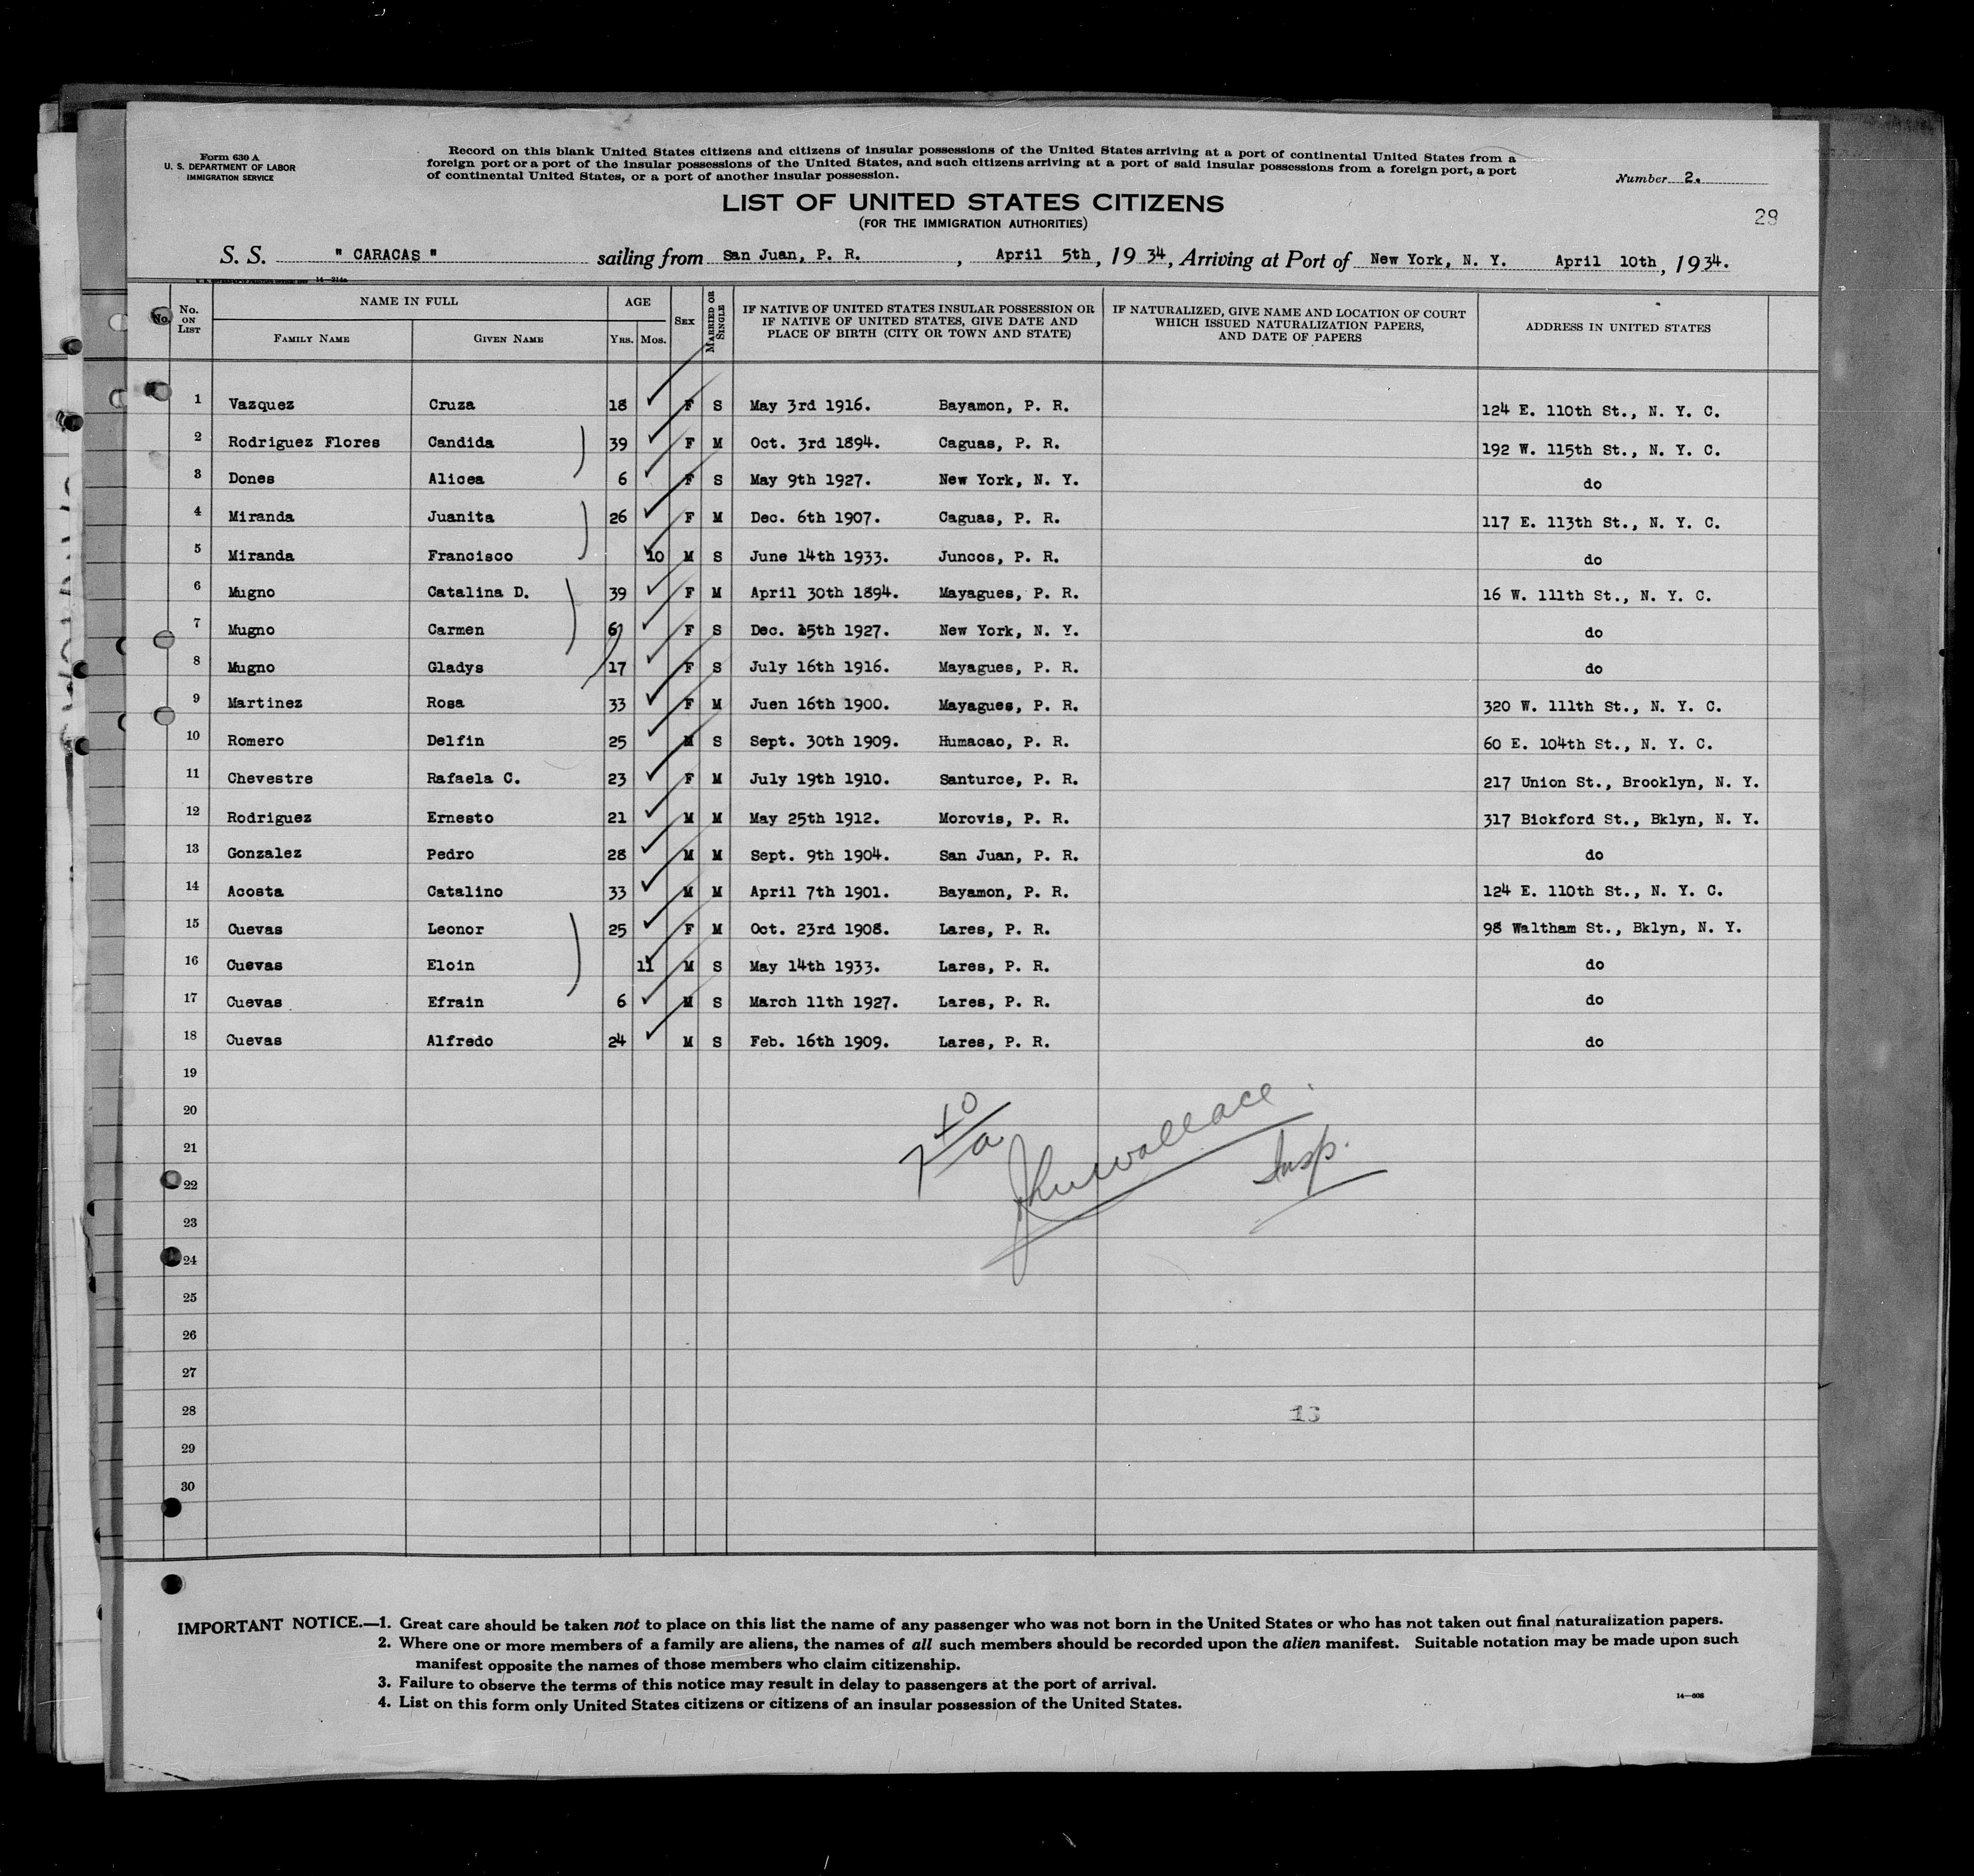 Form 630 A
U. S. DEPARTMENT OF LABOR
IMMIGRATION SERVICE
Record on this blank United States citizens and citizens of insular possessions of the United States arriving at a port of continental United States from a
foreign port or a port of the insular possessions of the United States, and such citizens arriving at a port of said insular possessions from a foreign port, a port
of continental United States, or a port of another insular possession.
Number 2.
29
LIST OF UNITED STATES CITIZENS
(FOR THE IMMIGRATION AUTHORITIES)
S. S. " CARACAS " sailing from San Juan, P. R. , April 5th, 1934, Arriving at Port of New York, N. Y. April 10th, 1934.
No. No. ON LIST NAME IN FULL FAMILY NAME GIVEN NAME AGE YRS. MOS. SEX MARRIED OR SINGLE IF NATIVE OF UNITED STATES INSULAR POSSESSION OR IF NATIVE OF UNITED STATES, GIVE DATE AND PLACE OF BIRTH (CITY OR TOWN AND STATE) IF NATURALIZED, GIVE NAME AND LOCATION OF COURT WHICH ISSUED NATURALIZATION PAPERS, AND DATE OF PAPERS ADDRESS IN UNITED STATES
1 Vazquez Cruza 18 F S May 3rd 1916. Bayamon, P. R. 124 E. 110th St., N. Y. C.
2 Rodriguez Flores Candida 39 F M Oct. 3rd 1894. Caguas, P. R. 192 W. 115th St., N. Y. C.
3 Dones Alicea 6 F S May 9th 1927. New York, N. Y. do
4 Miranda Juanita 26 F M Dec. 6th 1907. Caguas, P. R. 117 E. 113th St., N. Y. C.
5 Miranda Francisco 10 M S June 14th 1933. Juncos, P. R. do
6 Mugno Catalina D. 39 F M April 30th 1894. Mayagues, P. R. 16 W. 111th St., N. Y. C.
7 Mugno Carmen 6 F S Dec. 15th 1927. New York, N. Y. do
8 Mugno Gladys 17 F S July 16th 1916. Mayagues, P. R. do
9 Martinez Rosa 33 F M Juen 16th 1900. Mayagues, P. R. 320 W. 111th St., N. Y. C.
10 Romero Delfin 25 M S Sept. 30th 1909. Humacao, P. R. 60 E. 104th St., N. Y. C.
11 Chevestre Rafaela C. 23 F M July 19th 1910. Santurce, P. R. 217 Union St., Brooklyn, N. Y.
12 Rodriguez Ernesto 21 M M May 25th 1912. Morovis, P. R. 317 Bickford St., Bklyn, N. Y.
13 Gonzalez Pedro 28 M M Sept. 9th 1904. San Juan, P. R. do
14 Acosta Catalino 33 M M April 7th 1901. Bayamon, P. R. 124 E. 110th St., N. Y. C.
15 Cuevas Leonor 25 F M Oct. 23rd 1908. Lares, P. R. 98 Waltham St., Bklyn, N. Y.
16 Cuevas Eloin 11 M S May 14th 1933. Lares, P. R. do
17 Cuevas Efrain 6 M S March 11th 1927. Lares, P. R. do
18 Cuevas Alfredo 24 M S Feb. 16th 1909. Lares, P. R. do
19
20
21
22
23
24
25
26
27
28
29
30
Wallace
Insp.
13
IMPORTANT NOTICE.—1. Great care should be taken not to place on this list the name of any passenger who was not born in the United States or who has not taken out final naturalization papers.
2. Where one or more members of a family are aliens, the names of all such members should be recorded upon the alien manifest. Suitable notation may be made upon such
manifest opposite the names of those members who claim citizenship.
3. Failure to observe the terms of this notice may result in delay to passengers at the port of arrival.
4. List on this form only United States citizens or citizens of an insular possession of the United States.